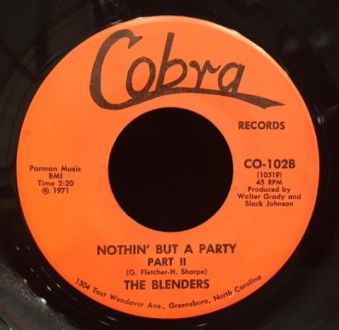 Cobra
RECORDS
Parman Music
BMI
Time 2:20
℗ 1971
CO-102B
(10519)
45 RPM
Produced by
Walter Grady and
Slack Johnson
NOTHIN' BUT A PARTY
PART II
(G. Fletcher-H. Sharpe)
THE BLENDERS
1304 East Wendover Ave., Greensboro, North Carolina